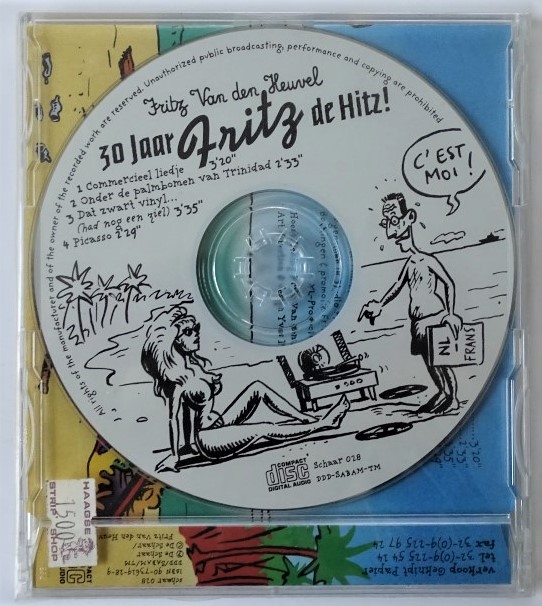 All rights of the manufacturer and of the owner of the recorded work are reserved. Unauthorized public broadcasting, performance and copying are prohibited
Fritz Van den Heuvel
30 Jaar Fritz de Hitz!
1 Commercieel liedje 3'20"
2 Onder de palmbomen van Trinidad 2'33"
3 Dat zwart vinyl...
(had nog een ziel) 3'35"
4 Picasso 2'29"
C'EST
MOI!
NL
-
FRANS
COMPACT
disc
DIGITAL AUDIO
Schaar 018
DDD-SABAM-TM
HAAGSE
STRIP SHOP
1500
verkoop Geknipt Papier
tel 32-(0)9-225 54 14
fax 32-(0)9-225 97 24
schaar 018
DDD/SABAM/TM
De Schaar/
Fritz Van den Heuv